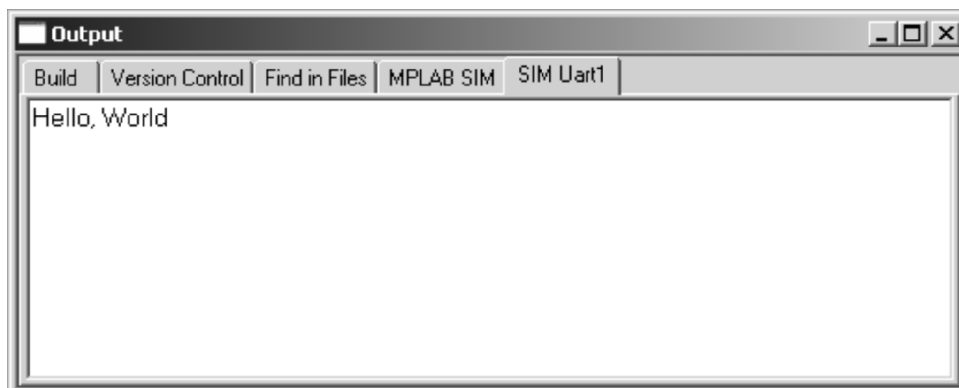 Output
Build Version Control Find in Files MPLAB SIM SIM Uart1
Hello, World